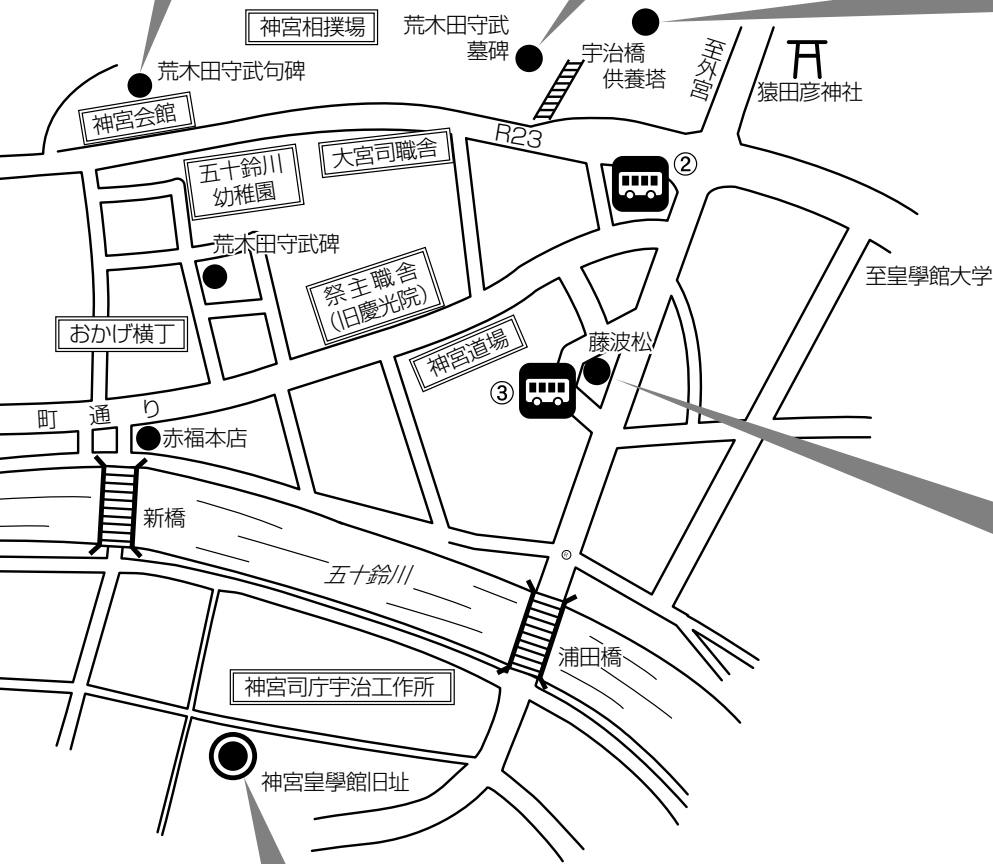 神宮相撲場
荒木田守武
墓碑
宇治橋
供養塔
至外宮
猿田彦神社
荒木田守武句碑
神宮会館
R23
大宮司職舎
五十鈴川
幼稚園
②
荒木田守武碑
至皇學館大学
祭主職舎
(旧慶光院)
おかげ横丁
神宮道場
藤波松
③
町通り
赤福本店
新橋
五十鈴川
浦田橋
神宮司庁宇治工作所
神宮皇學館旧址